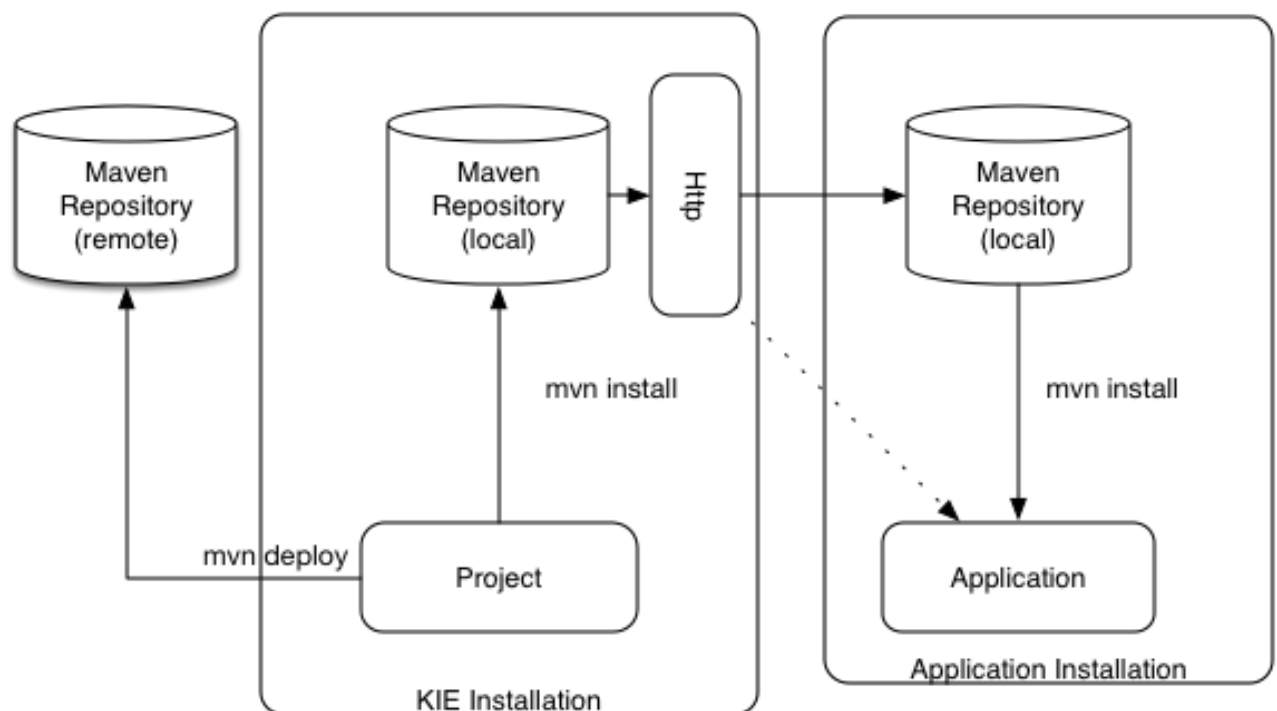 Maven
Repository
(remote)
Maven
Repository
(local)
Http
Maven
Repository
(local)
mvn install
mvn install
mvn deploy
Project
Application
Application Installation
KIE Installation